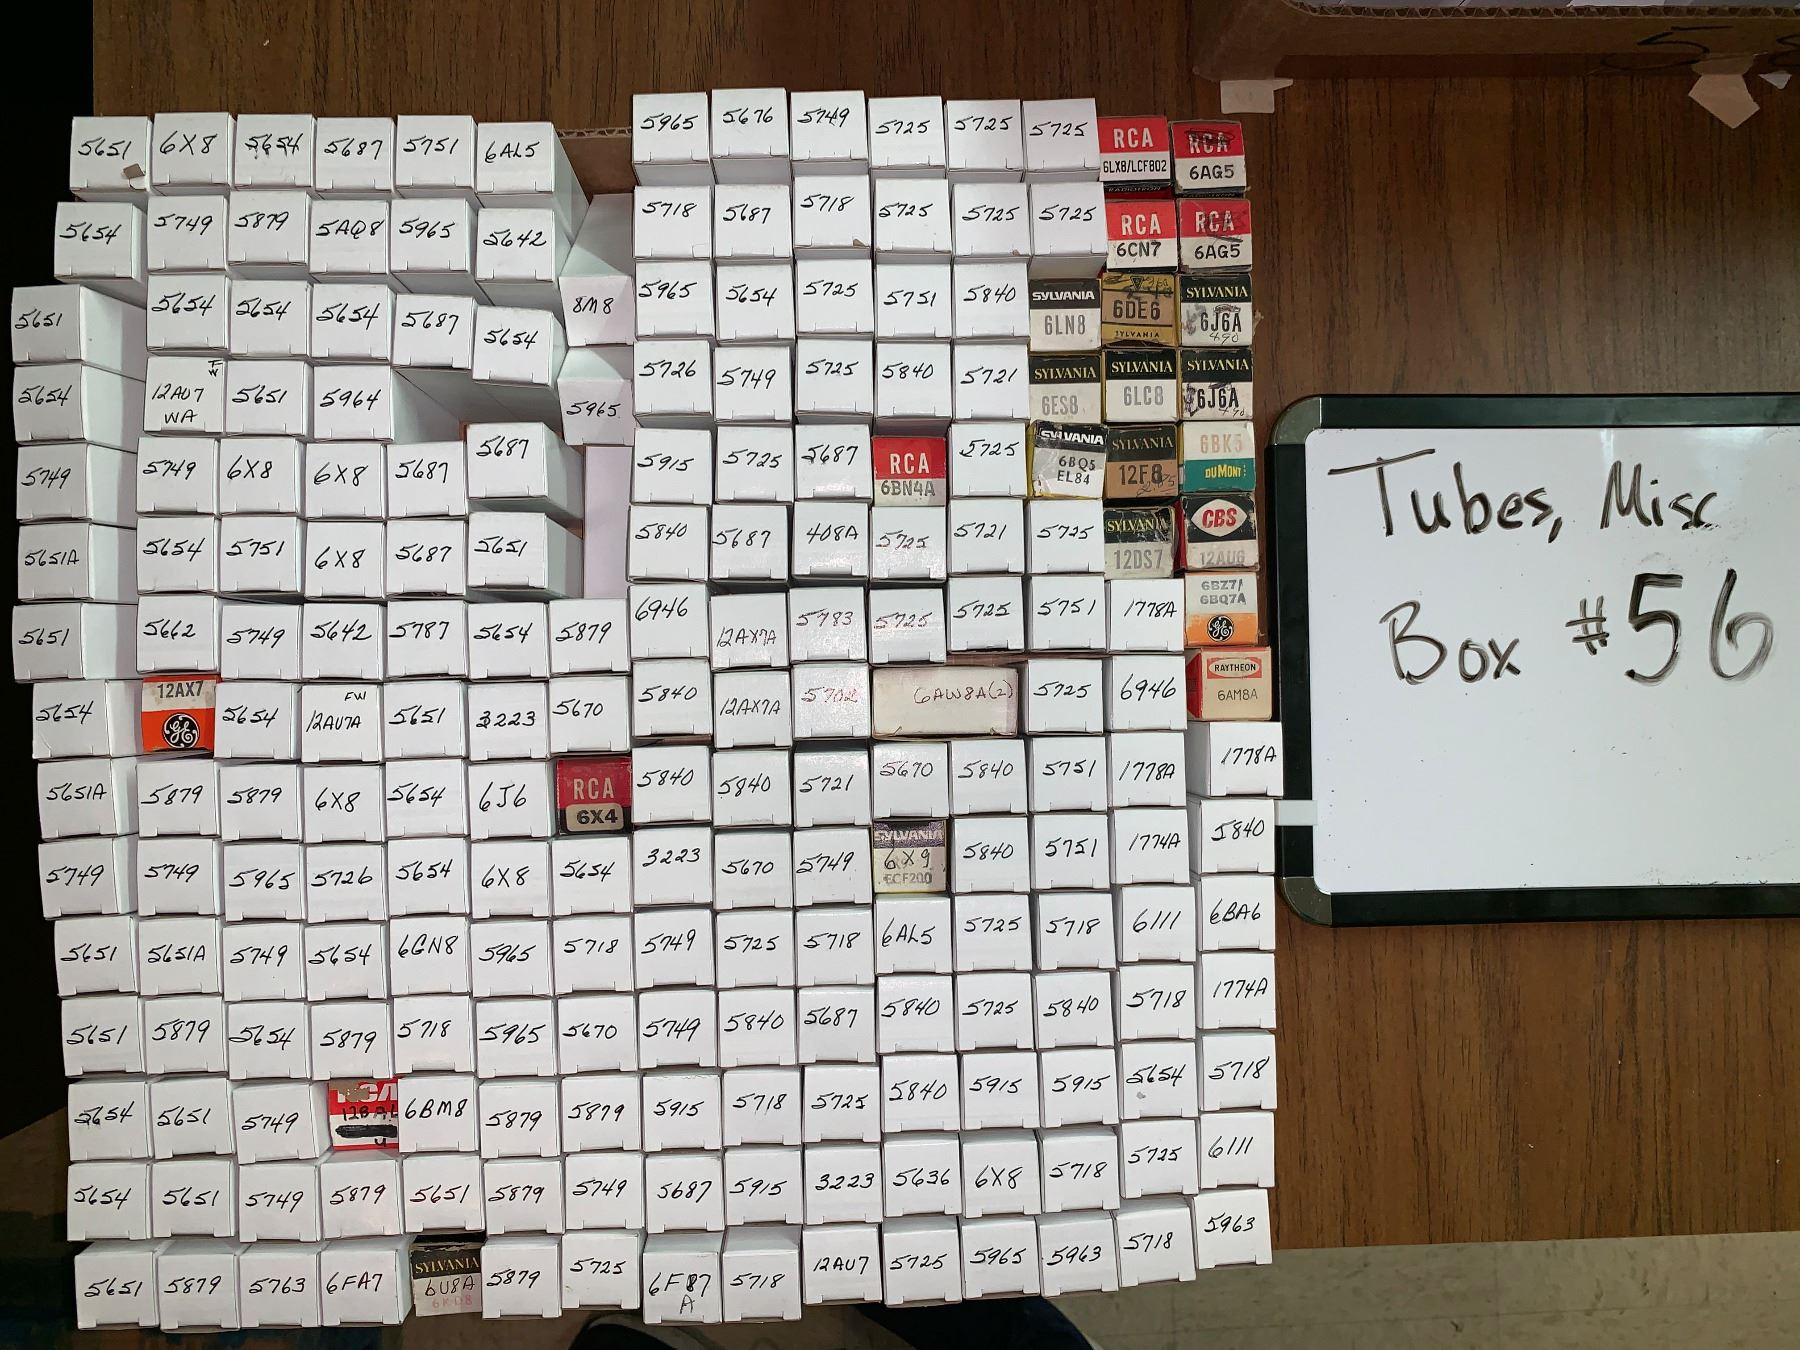 5651
6X8
5654
5687
5751
6AL5
5965
5676
5749
5725
5725
5725
RCA
6LX8/LCF802
RADIOTRON
RCA
6AG5
5654
5749
5879
5AQ8
5965
5642
5718
5687
5718
5725
5725
5725
RCA
6CN7
RCA
6AG5
5651
5654
5654
5654
5687
5654
8M8
5965
5654
5725
5751
5840
SYLVANIA
6LN8
6DE6
SYLVANIA
SYLVANIA
6J6A
490
5654
12AU7
WA
5651
5964
5965
5726
5749
5725
5840
5721
SYLVANIA
6ES8
SYLVANIA
6LC8
SYLVANIA
6J6A
490
5749
5749
6X8
6X8
5687
5687
5915
5725
5687
RCA
6BN4A
5725
SYLVANIA
6BQ5
EL84
SYLVANIA
12F8
6BK5
DUMONT
5651A
5654
5751
6X8
5687
5651
5840
5687
408A
5725
5721
5725
SYLVANIA
12DS7
CBS
12AU6
5651
5662
5749
5642
5787
5654
5879
6946
12AX7A
5783
5725
5725
5751
1778A
6BZ7/
6BQ7A
GE
5654
12AX7
GE
5654
FW
12AU7A
5651
3223
5670
5840
12AX7A
5702
6AW8A(2)
5725
6946
RAYTHEON
6AM8A
5651A
5879
5879
6X8
5654
6J6
RCA
6X4
5840
5840
5721
5670
5840
5751
1778A
1778A
5749
5749
5965
5726
5654
6X8
5654
3223
5670
5749
SYLVANIA
6X9
ECF200
5840
5751
1774A
5840
5651
5651A
5749
5654
6GN8
5965
5718
5749
5725
5718
6AL5
5725
5718
6111
6BA6
5651
5879
5654
5879
5718
5965
5670
5749
5840
5687
5840
5725
5840
5718
1774A
5654
5651
5749
6BM8
5879
5879
5915
5718
5725
5840
5915
5915
5654
5718
5654
5651
5749
5879
5651
5879
5749
5687
5915
3223
5636
6X8
5718
5725
6111
5651
5879
5763
6FA7
SYLVANIA
6U8A
6KD8
5879
5725
5718
12AU7
5725
5965
5963
5718
5963
Tubes, Misc
Box #56